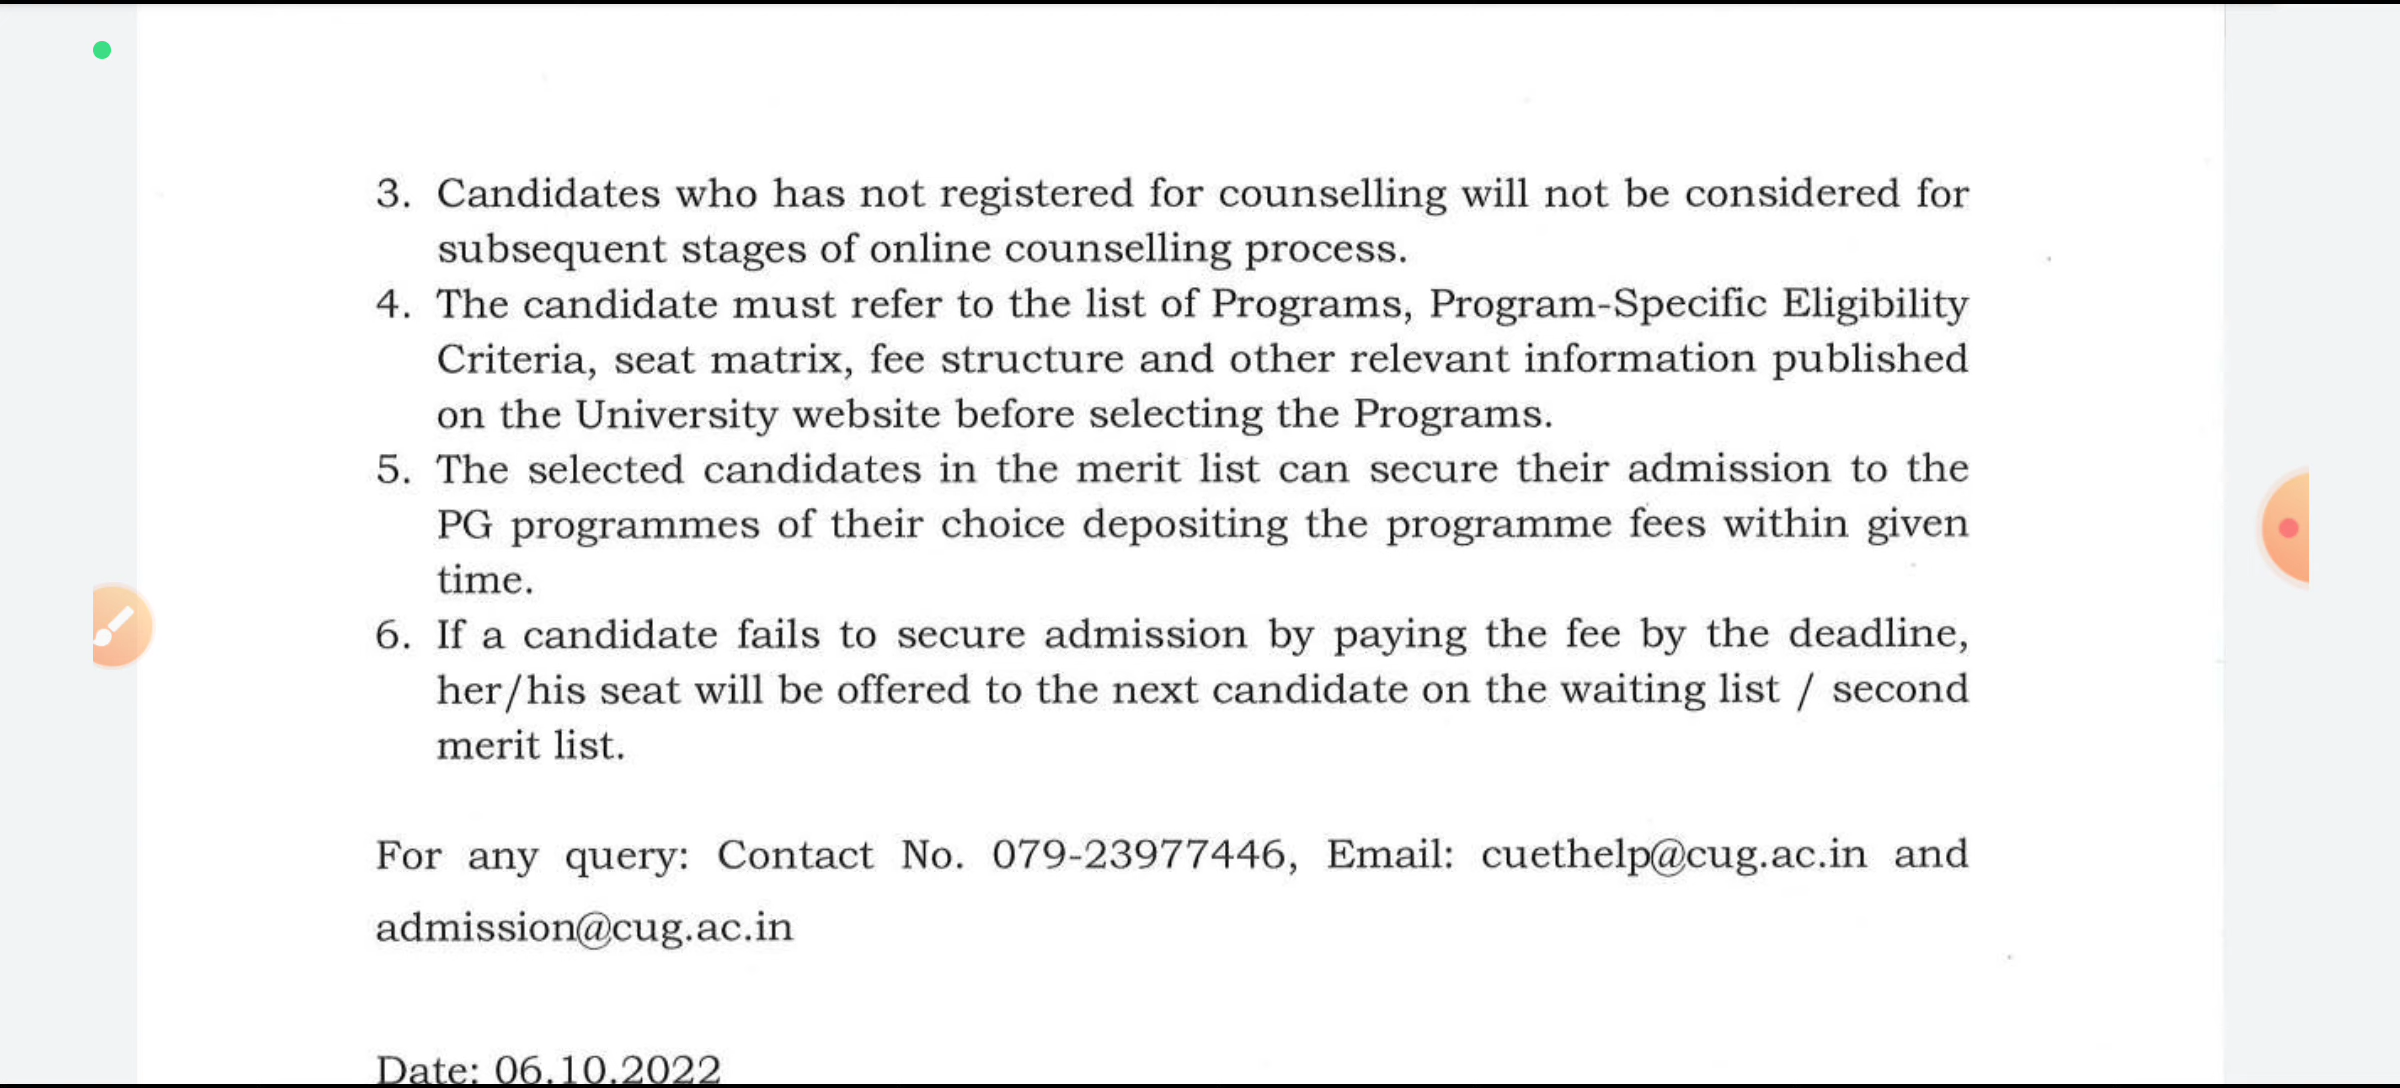 3. Candidates who has not registered for counselling will not be considered for
subsequent stages of online counselling process.
4. The candidate must refer to the list of Programs, Program-Specific Eligibility
Criteria, seat matrix, fee structure and other relevant information published
on the University website before selecting the Programs.
5. The selected candidates in the merit list can secure their admission to the
PG programmes of their choice depositing the programme fees within given
time.
6. If a candidate fails to secure admission by paying the fee by the deadline,
her/his seat will be offered to the next candidate on the waiting list / second
merit list.
For any query: Contact No. 079-23977446, Email: cuethelp@cug.ac.in and
admission@cug.ac.in
Date: 06.10.2022